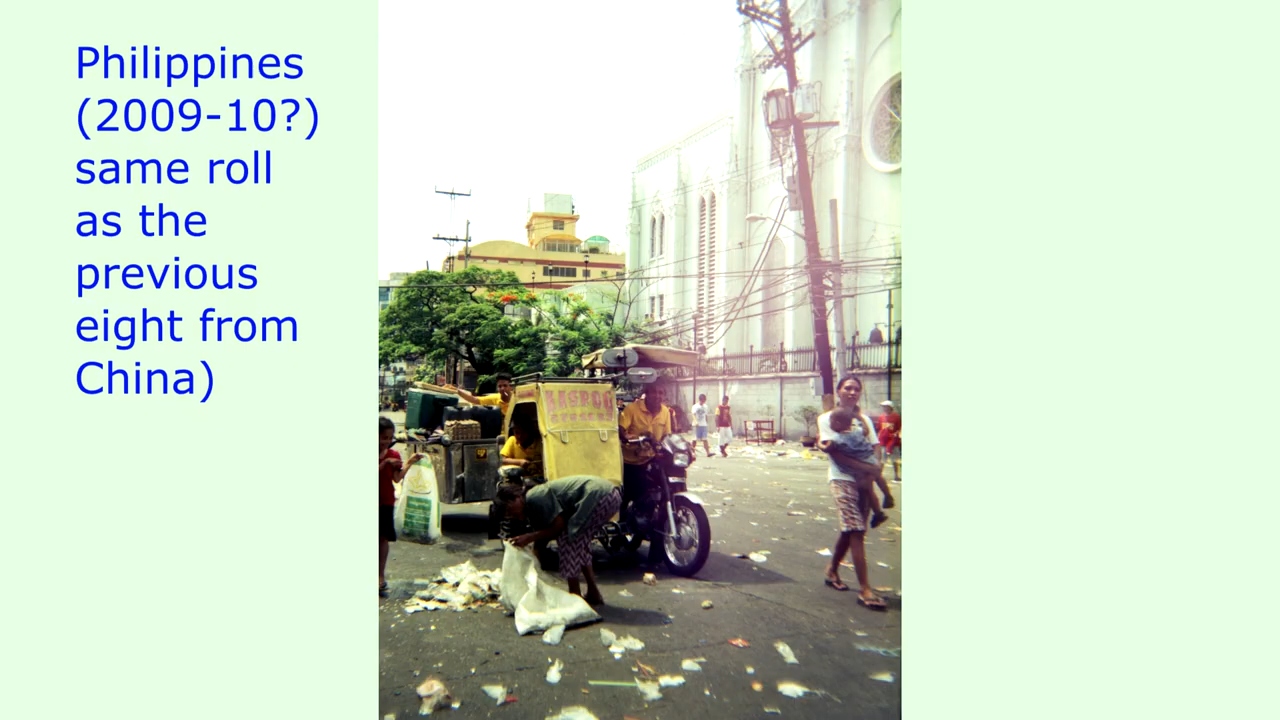 Philippines
(2009-10?)
same roll
as the
previous
eight from
China)